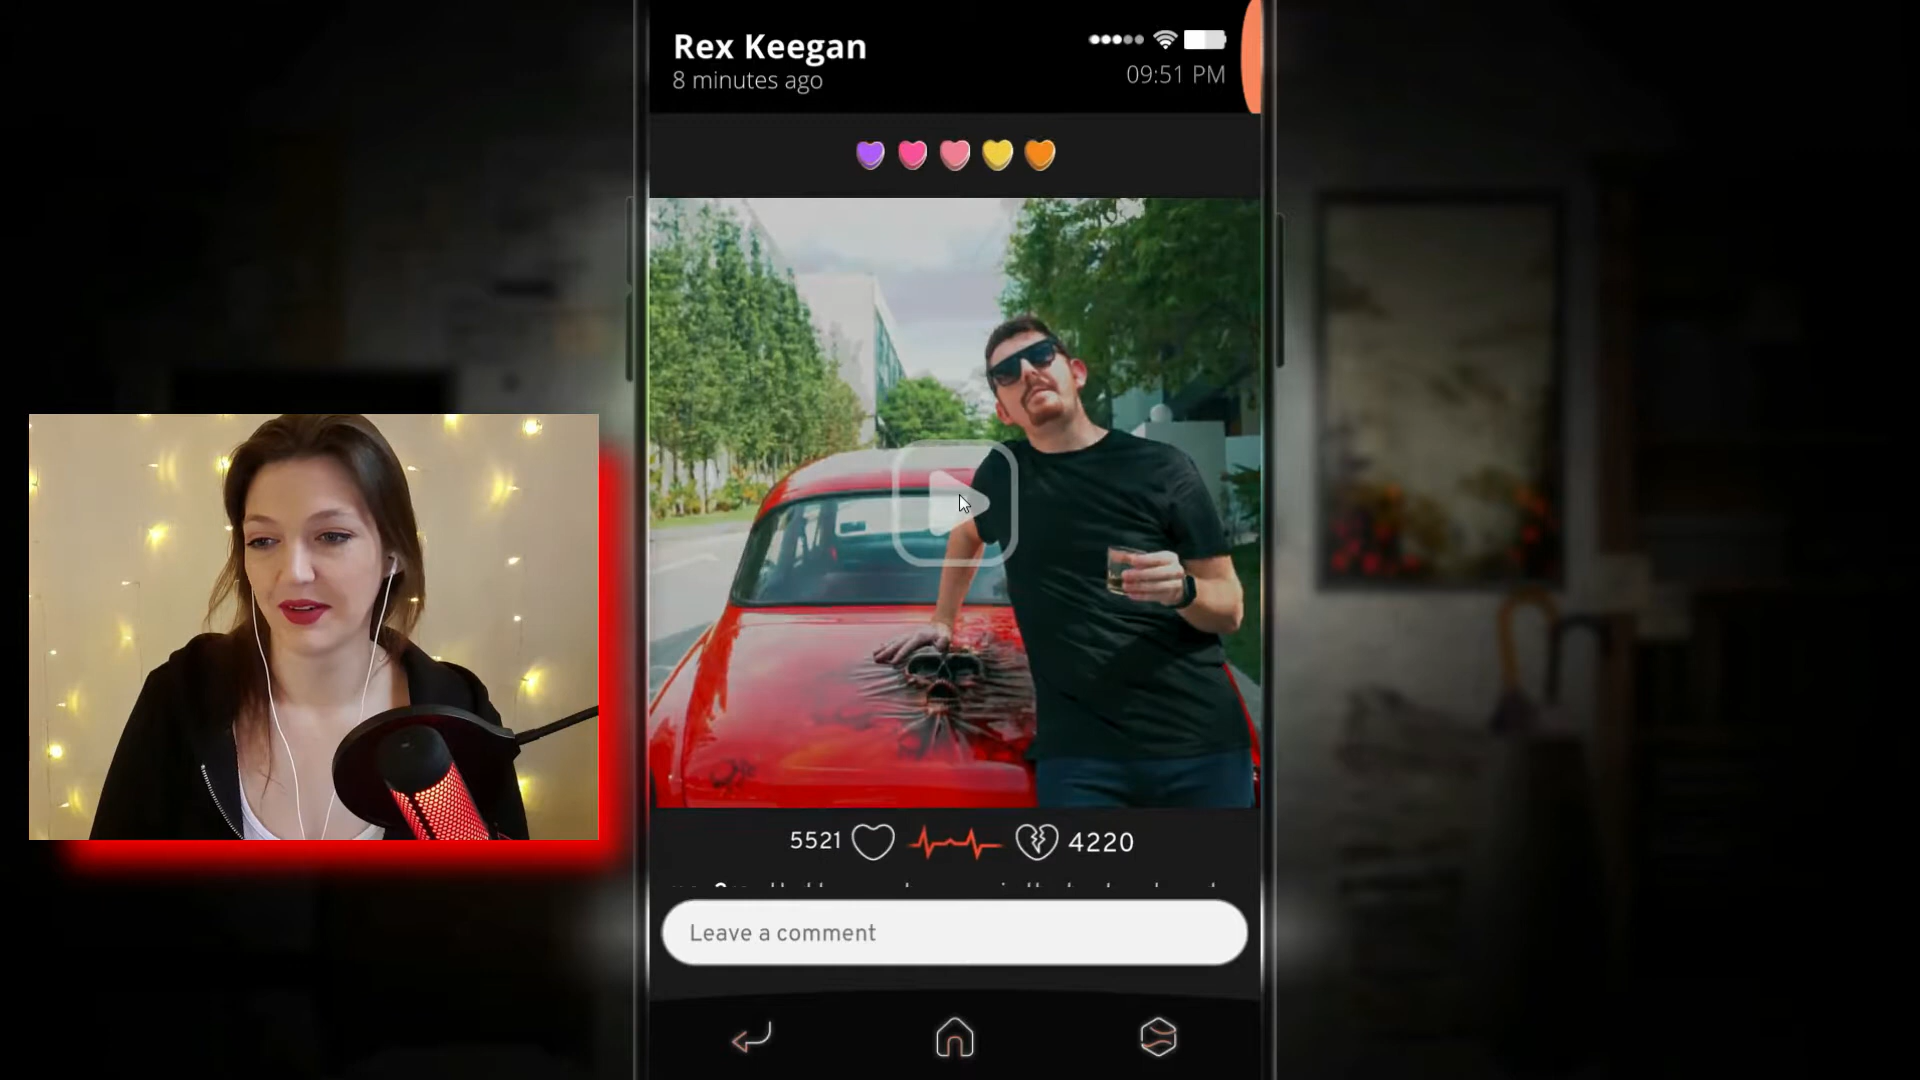 Rex Keegan
8 minutes ago
09:51 PM
5521
4220
Leave a comment